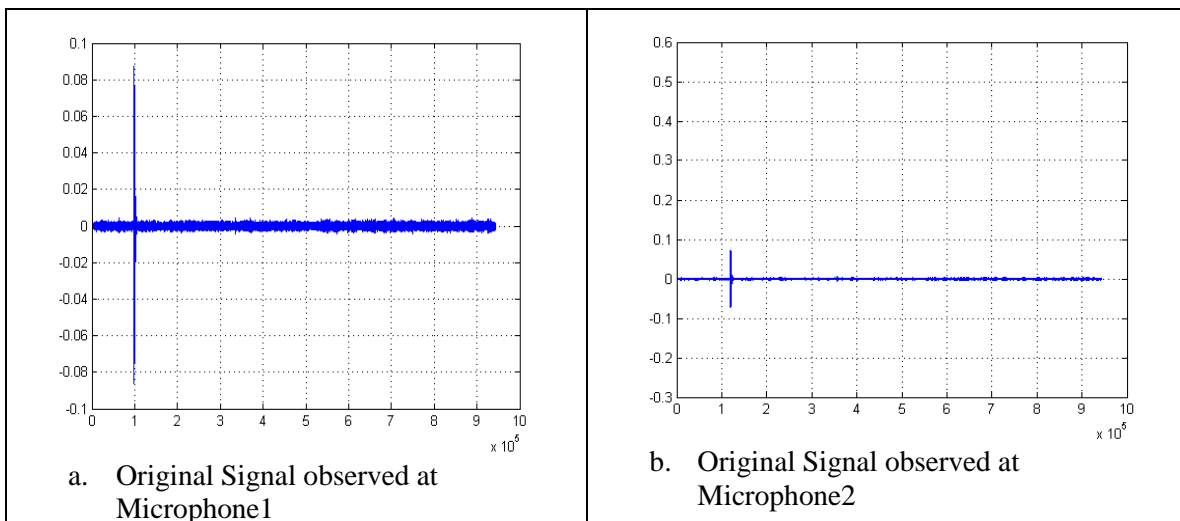 0.1
0.08
0.06
0.04
0.02
0
-0.02
-0.04
-0.06
-0.08
-0.1
0 1 2 3 4 5 6 7 8 9 10
x 10^5
a. Original Signal observed at
Microphone1
0.6
0.5
0.4
0.3
0.2
0.1
0
-0.1
-0.2
-0.3
0 1 2 3 4 5 6 7 8 9 10
x 10^5
b. Original Signal observed at
Microphone2